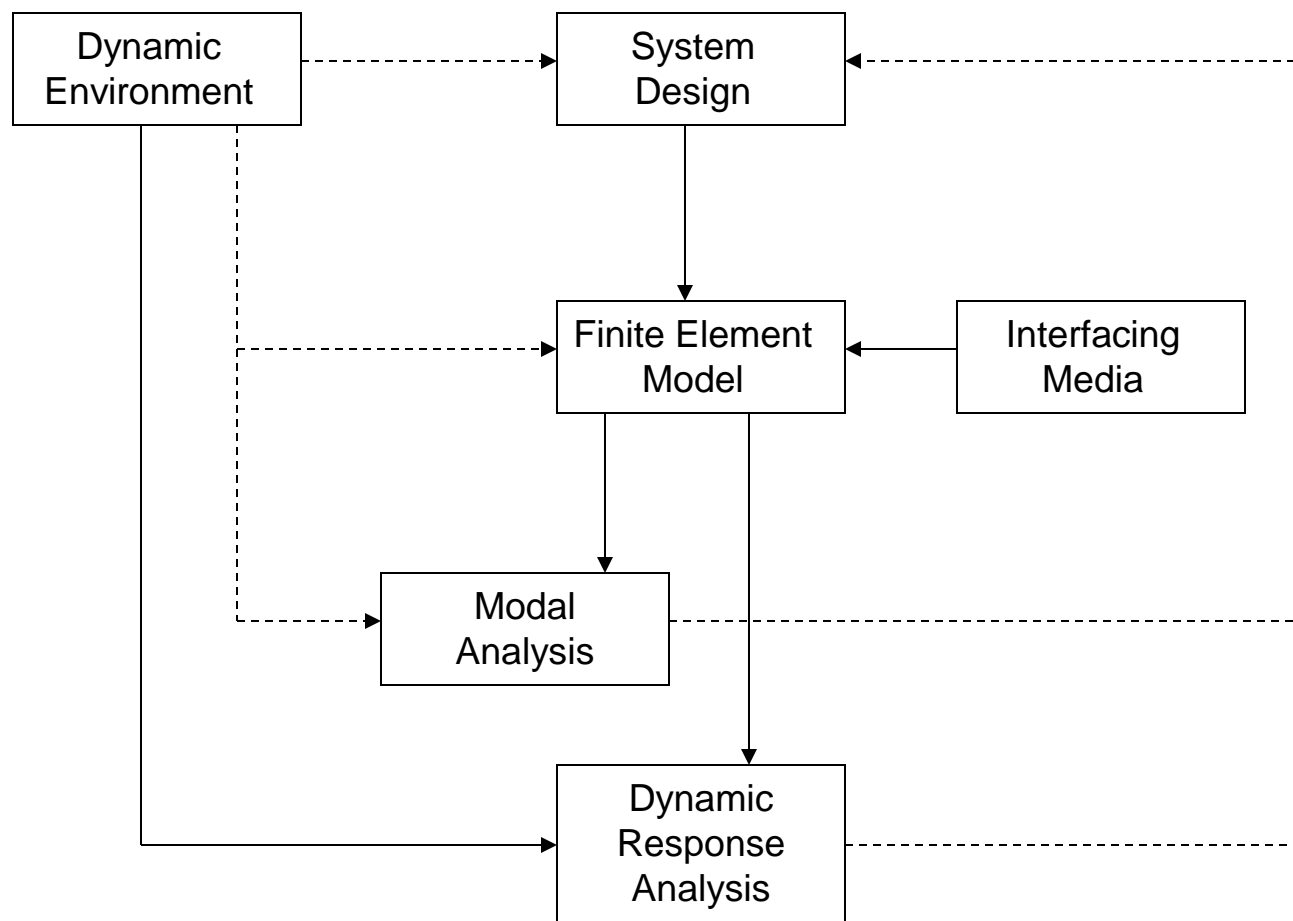 Dynamic
Environment
System
Design
Finite Element
Model
Interfacing
Media
Modal
Analysis
Dynamic
Response
Analysis